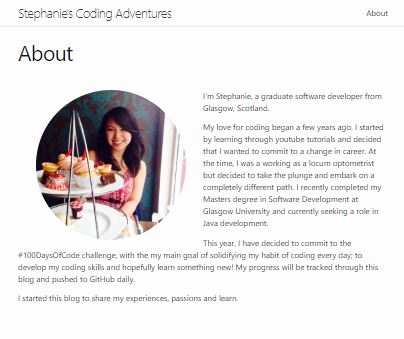 Stephanie's Coding Adventures
About
About
I'm Stephanie, a graduate software developer from
Glasgow, Scotland.
My love for coding began a few years ago. I started
by learning through youtube tutorials and decided
that I wanted to commit to a change in career. At
the time, I was working as a locum optometrist
but decided to take the plunge and embark on a
completely different path. I recently completed my
Masters degree in Software Development at
Glasgow University and currently seeking a role in
Java development.
This year, I have decided to commit to the
#100DaysOfCode challenge, with the my main goal of solidifying my habit of coding every day; to
develop my coding skills and hopefully learn something new! My progress will be tracked through this
blog and pushed to GitHub daily.
I started this blog to share my experiences, passions and learn.